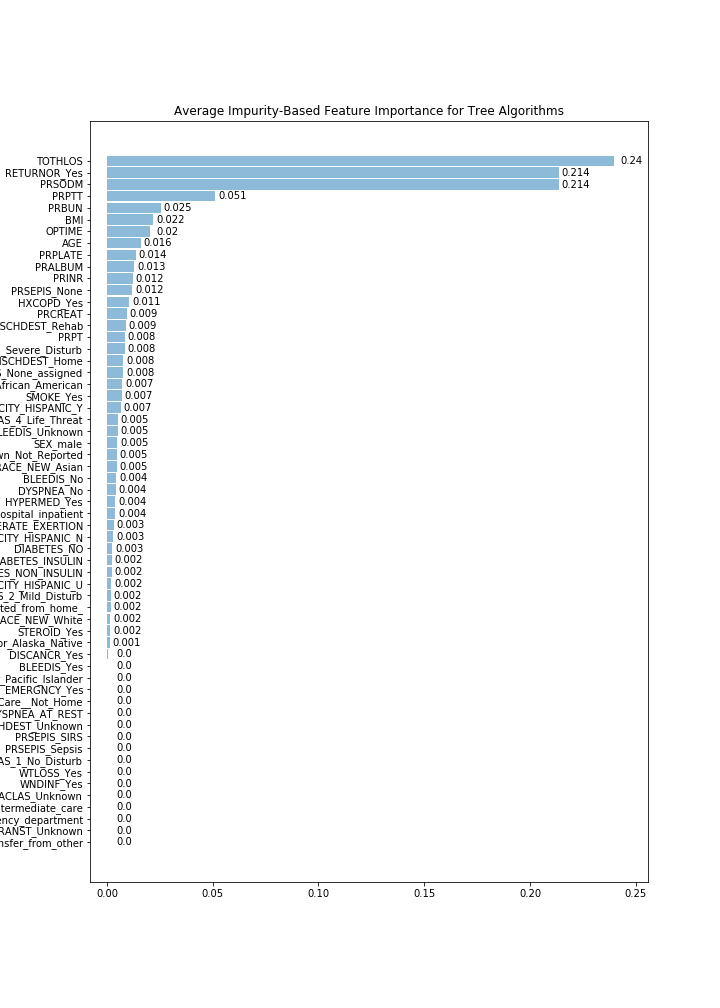 Average Impurity-Based Feature Importance for Tree Algorithms
TOTHLOS 0.24
RETURNOR_Yes 0.214
PRSODM 0.214
PRPTT 0.051
PRBUN 0.025
BMI 0.022
OPTIME 0.02
AGE 0.016
PRPLATE 0.014
PRALBUM 0.013
PRINR 0.012
PRSEPIS_None 0.012
HXCOPD_Yes 0.011
PRCREAT 0.009
SCHDEST_Rehab 0.009
PRPT 0.008
_Severe_Disturb 0.008
ISCHDEST_Home 0.008
S_None_assigned 0.008
African_American 0.007
SMOKE_Yes 0.007
CITY_HISPANIC_Y 0.007
AS_4_Life_Threat 0.005
LEEDIS_Unknown 0.005
SEX_male 0.005
wn_Not_Reported 0.005
RACE_NEW_Asian 0.005
BLEEDIS_No 0.004
DYSPNEA_No 0.004
HYPERMED_Yes 0.004
ospital_inpatient 0.004
ERATE_EXERTION 0.003
CITY_HISPANIC_N 0.003
DIABETES_NO 0.003
ABETES_INSULIN 0.002
ES_NON_INSULIN 0.002
CITY_HISPANIC_U 0.002
S_2_Mild_Disturb 0.002
ted_from_home_ 0.002
ACE_NEW_White 0.002
STEROID_Yes 0.002
or_Alaska_Native 0.001
DISCANCR_Yes 0.0
BLEEDIS_Yes 0.0
_Pacific_Islander 0.0
EMERGNCY_Yes 0.0
Care__Not_Home 0.0
YSPNEA_AT_REST 0.0
HDEST_Unknown 0.0
PRSEPIS_SIRS 0.0
PRSEPIS_Sepsis 0.0
AS_1_No_Disturb 0.0
WTLOSS_Yes 0.0
WNDINF_Yes 0.0
ACLAS_Unknown 0.0
termediate_care 0.0
ency_department 0.0
RANST_Unknown 0.0
nsfer_from_other 0.0
0.00 0.05 0.10 0.15 0.20 0.25